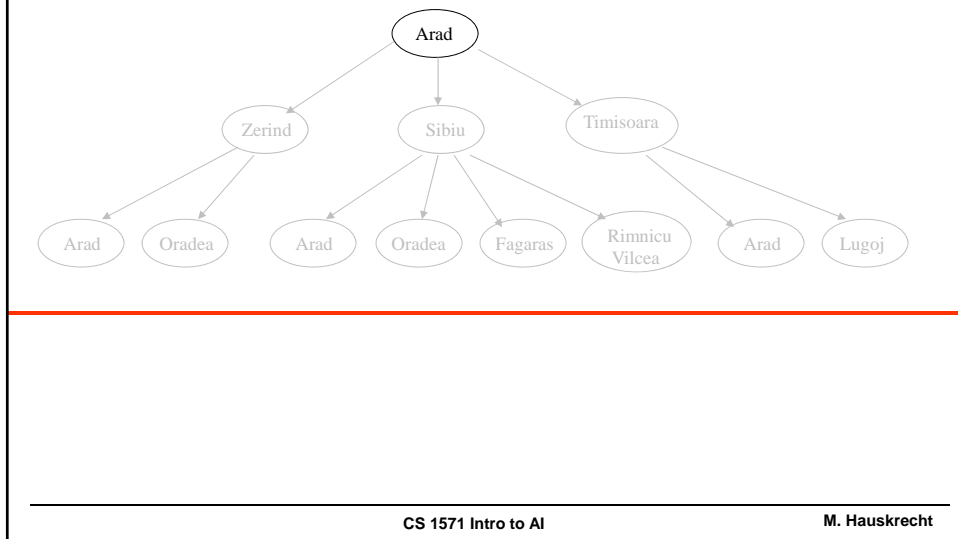 Arad
Zerind
Sibiu
Timisoara
Arad
Oradea
Arad
Oradea
Fagaras
Rimnicu
Vilcea
Arad
Lugoj
CS 1571 Intro to AI
M. Hauskrecht